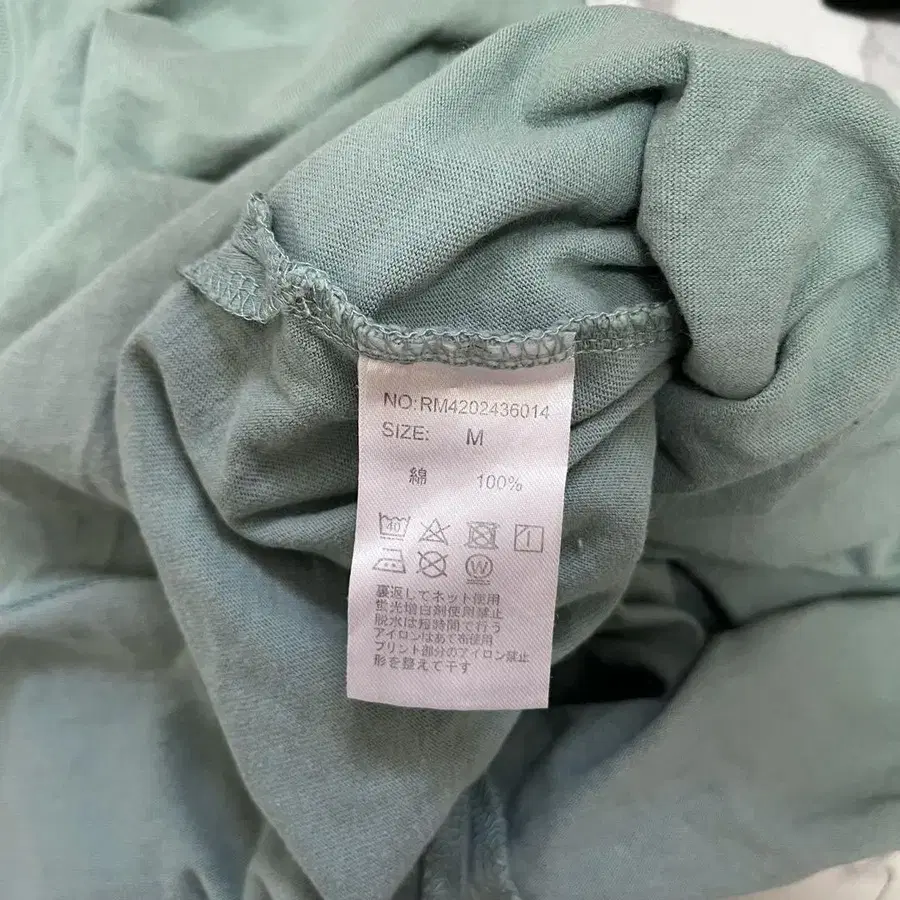 NO:RM4202436014
SIZE: M
綿 100%
40
W
裏返してネット使用
蛍光増白剤使用禁止
脱水は短時間で行う
アイロンはあて布使用
プリント部分のアイロン禁止
形を整えて干す